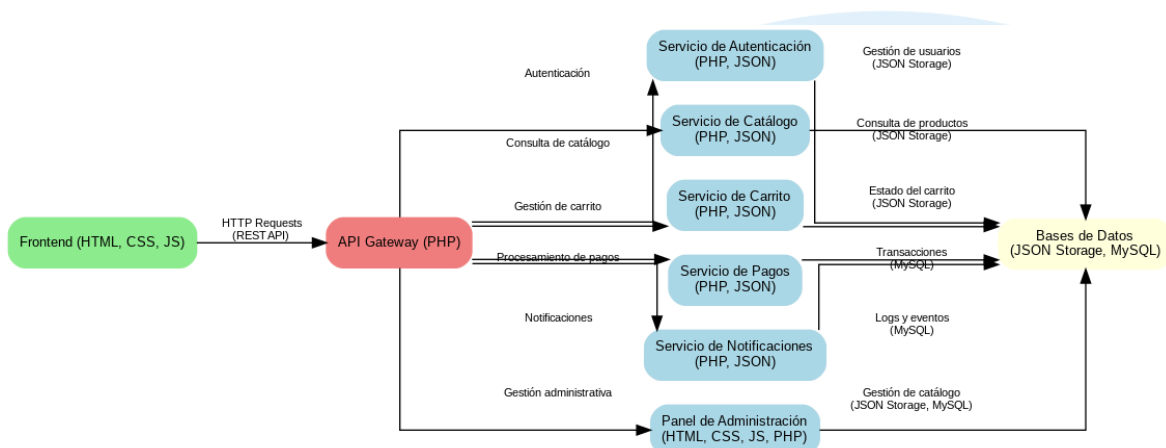 Servicio de Autenticación
(PHP, JSON)
Gestión de usuarios
(JSON Storage)
Autenticación
Servicio de Catálogo
(PHP, JSON)
Consulta de productos
(JSON Storage)
Consulta de catálogo
Servicio de Carrito
(PHP, JSON)
Estado del carrito
(JSON Storage)
Gestión de carrito
Frontend (HTML, CSS, JS)
HTTP Requests
(REST API)
API Gateway (PHP)
Bases de Datos
(JSON Storage, MySQL)
Procesamiento de pagos
Servicio de Pagos
(PHP, JSON)
Transacciones
(MySQL)
Notificaciones
Servicio de Notificaciones
(PHP, JSON)
Logs y eventos
(MySQL)
Gestión administrativa
Panel de Administración
(HTML, CSS, JS, PHP)
Gestión de catálogo
(JSON Storage, MySQL)